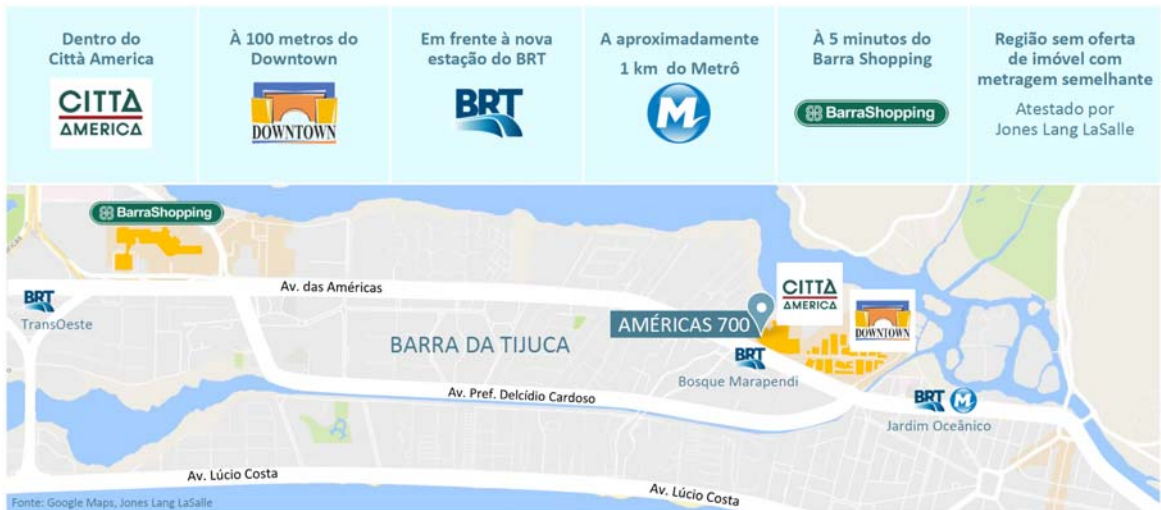 Dentro do
Città America
CITTÀ
AMERICA
À 100 metros do
Downtown
DOWNTOWN
Em frente à nova
estação do BRT
BRT
A aproximadamente
1 km do Metrô
M
À 5 minutos do
Barra Shopping
BarraShopping
Região sem oferta
de imóvel com
metragem semelhante
Atestado por
Jones Lang LaSalle
BarraShopping
BRT
TransOeste
Av. das Américas
BARRA DA TIJUCA
AMÉRICAS 700
CITTÀ
AMERICA
DOWNTOWN
BRT
Bosque Marapendi
Av. Pref. Delcídio Cardoso
BRT M
Jardim Oceânico
Av. Lúcio Costa
Av. Lúcio Costa
Fonte: Google Maps, Jones Lang LaSalle